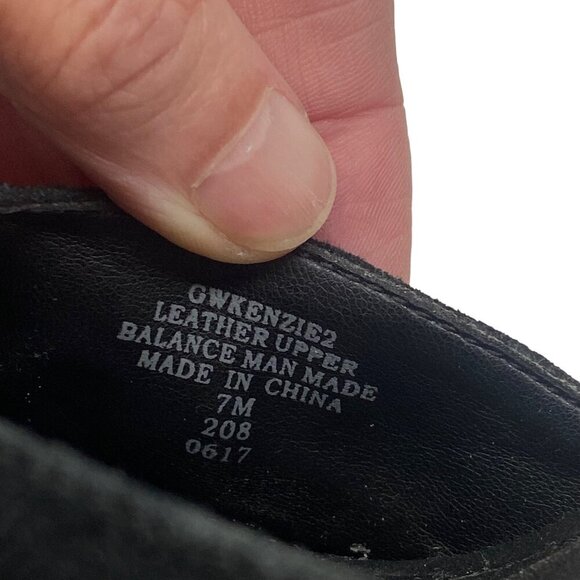 GWKENZIE2
LEATHER UPPER
BALANCE MAN MADE
MADE IN CHINA
7M
208
0617